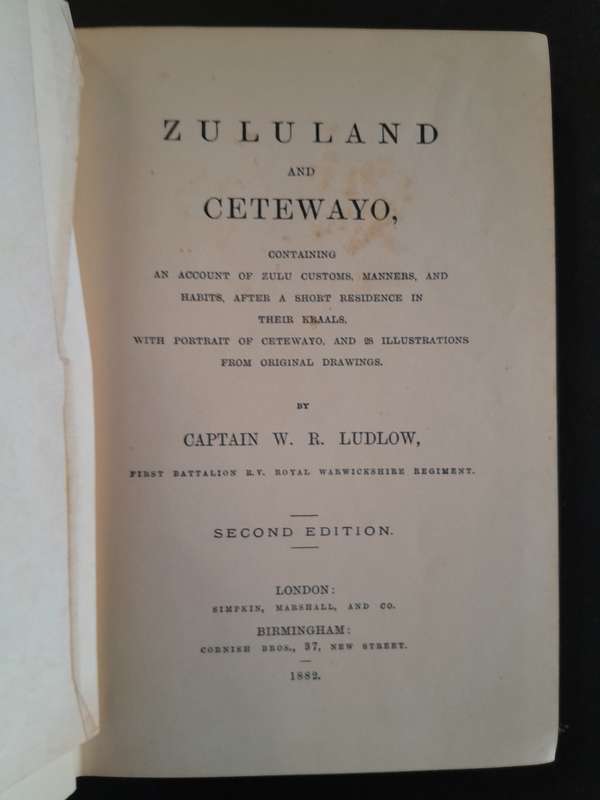 ZULULAND
AND
CETEWAYO,
CONTAINING
AN ACCOUNT OF ZULU CUSTOMS, MANNERS, AND
HABITS, AFTER A SHORT RESIDENCE IN
THEIR KRAALS,
WITH PORTRAIT OF CETEWAYO, AND 28 ILLUSTRATIONS
FROM ORIGINAL DRAWINGS.
BY
CAPTAIN W. R. LUDLOW,
FIRST BATTALION R.V. ROYAL WARWICKSHIRE REGIMENT.
SECOND EDITION.
LONDON:
SIMPKIN, MARSHALL, AND CO.
BIRMINGHAM:
CORNISH BROS., 37, NEW STREET.
1882.